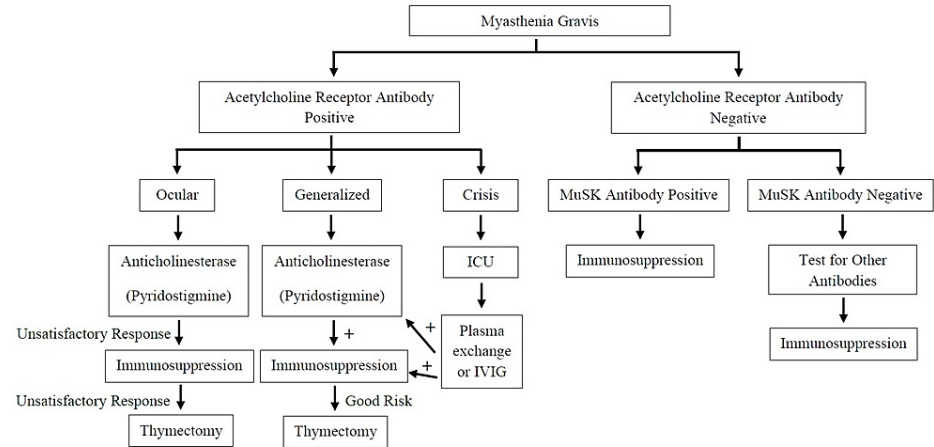 Myasthenia Gravis
Acetylcholine Receptor Antibody
Positive
Acetylcholine Receptor Antibody
Negative
Ocular
Generalized
Crisis
MuSK Antibody Positive
MuSK Antibody Negative
Anticholinesterase
(Pyridostigmine)
Anticholinesterase
(Pyridostigmine)
ICU
Immunosuppression
Test for Other
Antibodies
Unsatisfactory Response
+
+
Plasma
exchange
or IVIG
Immunosuppression
Immunosuppression
Immunosuppression
+
Unsatisfactory Response
Good Risk
Thymectomy
Thymectomy